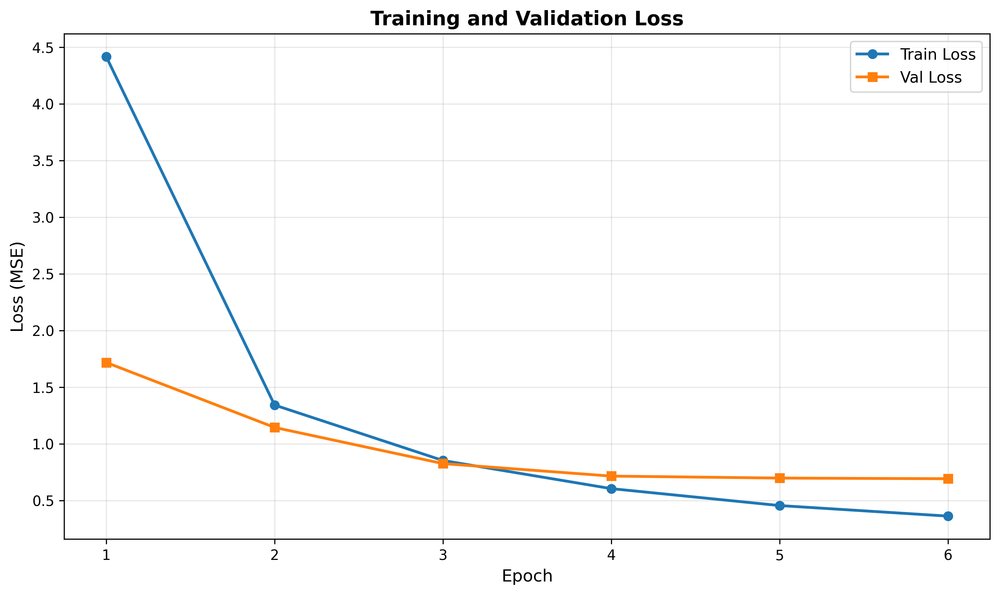 Training and Validation Loss
Train Loss
Val Loss
4.5
4.0
3.5
3.0
2.5
2.0
1.5
1.0
0.5
Loss (MSE)
1 2 3 4 5 6
Epoch